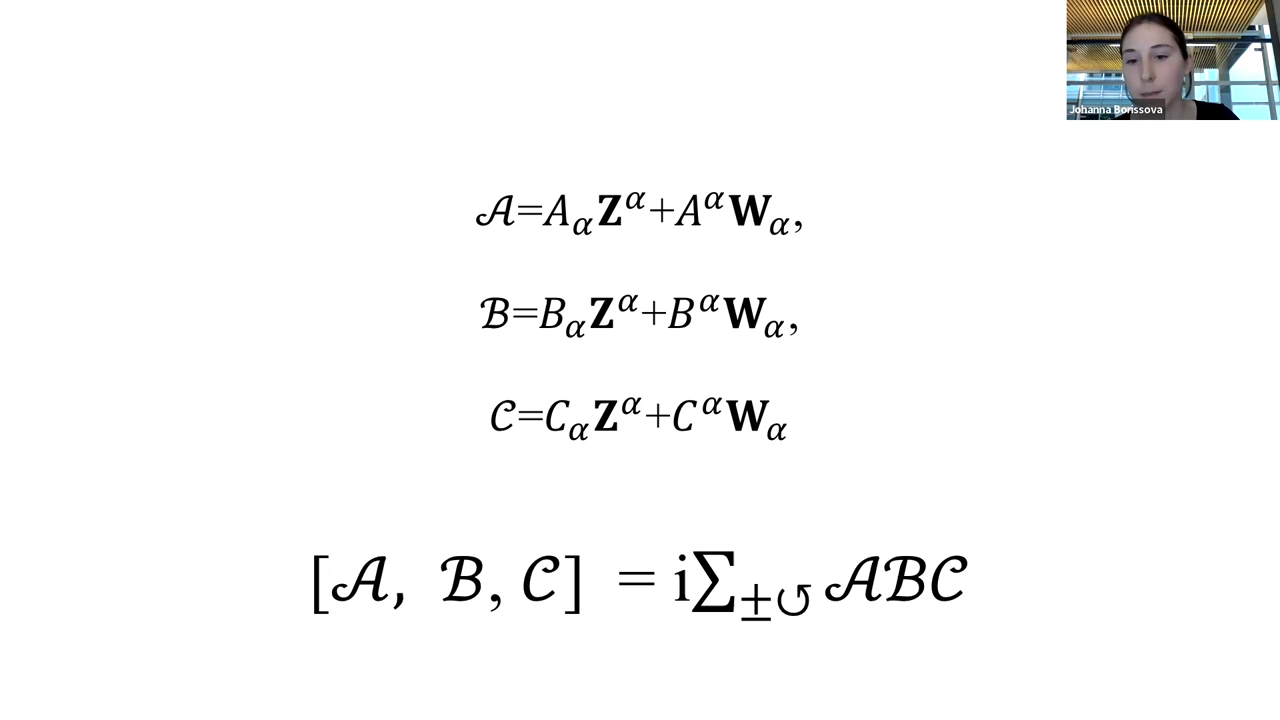 Johanna Borissova
𝒜=A_α𝐙^α+A^α𝐖_α,
ℬ=B_α𝐙^α+B^α𝐖_α,
𝒞=C_α𝐙^α+C^α𝐖_α
[𝒜, ℬ, 𝒞] = i∑_{±↺} 𝒜ℬ𝒞